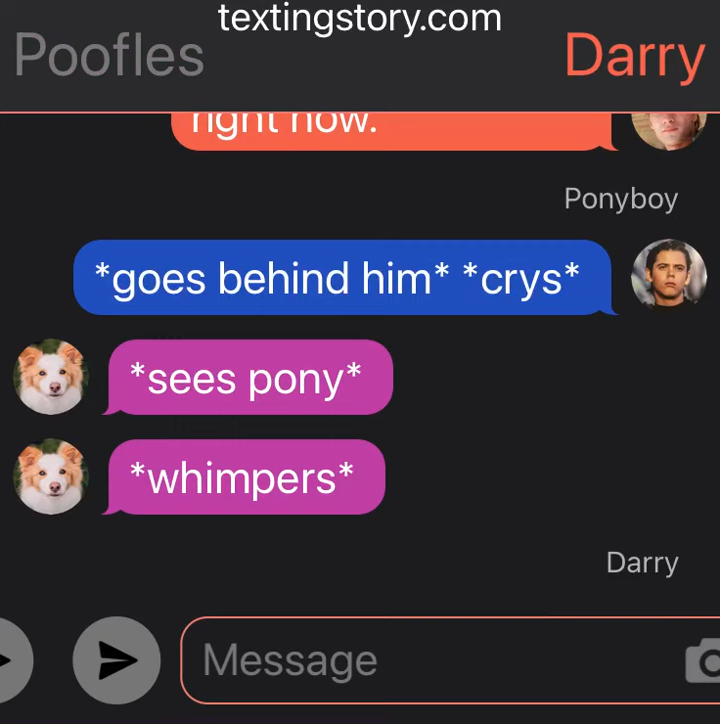 textingstory.com
Poofles
Darry
right now.
Ponyboy
*goes behind him* *crys*
*sees pony*
*whimpers*
Darry
Message